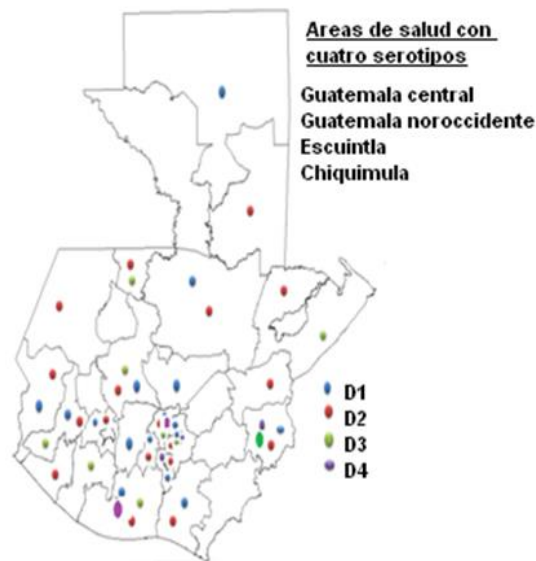 Areas de salud con
cuatro serotipos
Guatemala central
Guatemala noroccidente
Escuintla
Chiquimula
D1
D2
D3
D4